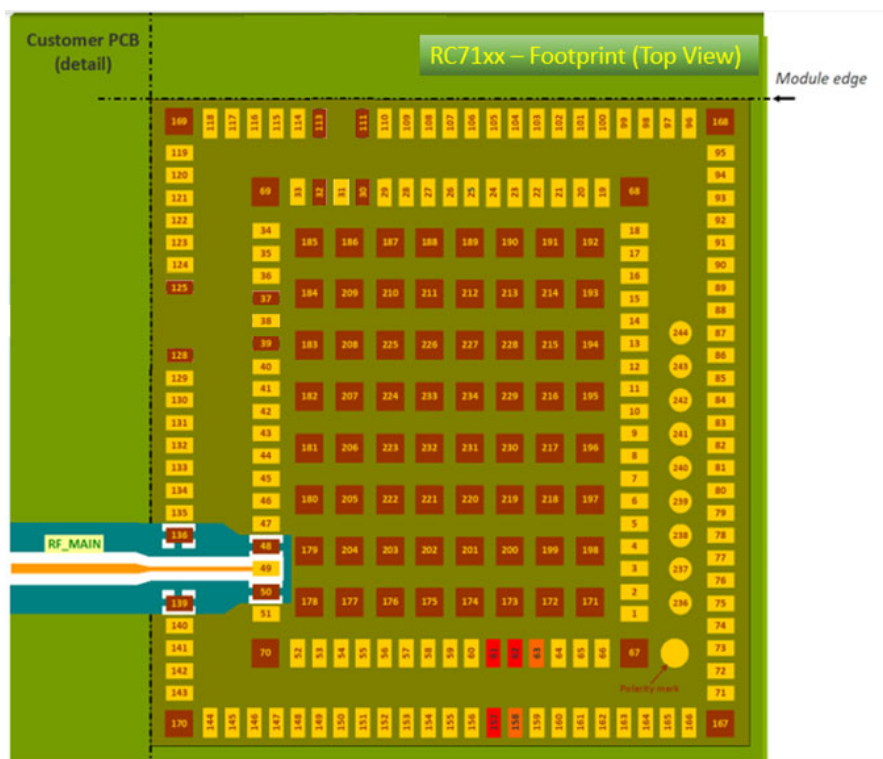 Customer PCB
(detail)
RC71xx – Footprint (Top View)
Module edge
169 118 117 116 115 114 113 111 110 109 108 107 106 105 104 103 102 101 100 99 98 97 96 168
119 95
120 94
69 33 32 31 30 29 28 27 26 25 24 23 22 21 20 19 68
121 93
122 92
34 18
185 186 187 188 189 190 191 192
123 91
35 17
124 90
36 16
125 89
184 209 210 211 212 213 214 193
37 15
88
38 14
244 87
183 208 225 226 227 228 215 194
39 13
128 86
40 12 243
129 85
41 11
182 207 224 233 234 229 216 195
130 242 84
42 10
131 83
43 9 241
132 82
181 206 223 232 231 230 217 196
44 8
133 240 81
45 7
134 80
180 205 222 221 220 219 218 197
46 6 239
135 79
47 5
136 238 78
RF_MAIN
48 4
179 204 203 202 201 200 199 198
77
49 3 237
76
50 2
178 177 176 175 174 173 172 171
139 236 75
51 1
140 74
141 73
70 52 53 54 55 56 57 58 59 60 61 62 63 64 65 66 67
142 72
Polarity mark
143 71
170 144 145 146 147 148 149 150 151 152 153 154 155 156 157 158 159 160 161 162 163 164 165 166 167